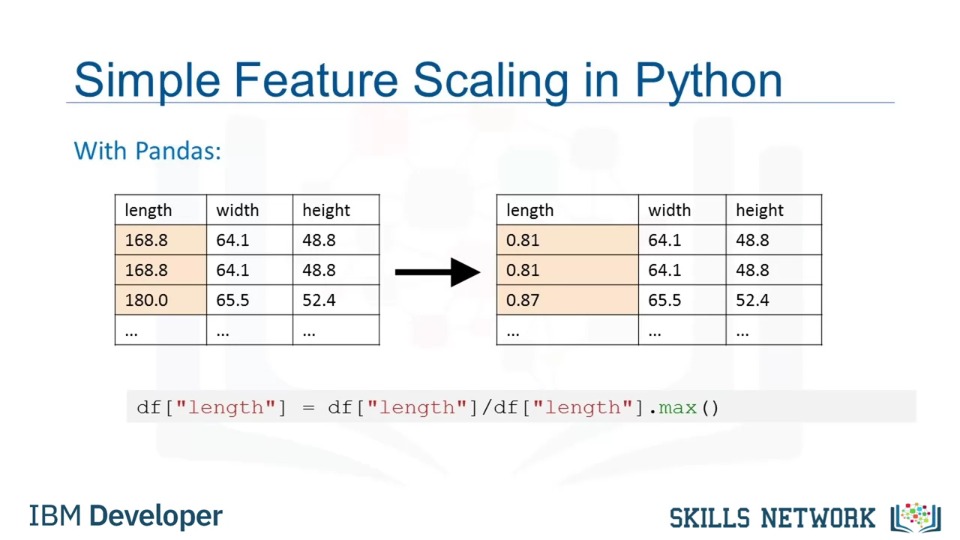 Simple Feature Scaling in Python
With Pandas:
length width height
168.8 64.1 48.8
168.8 64.1 48.8
180.0 65.5 52.4
... ... ...
length width height
0.81 64.1 48.8
0.81 64.1 48.8
0.87 65.5 52.4
... ... ...
df["length"] = df["length"]/df["length"].max()
IBM Developer
SKILLS NETWORK